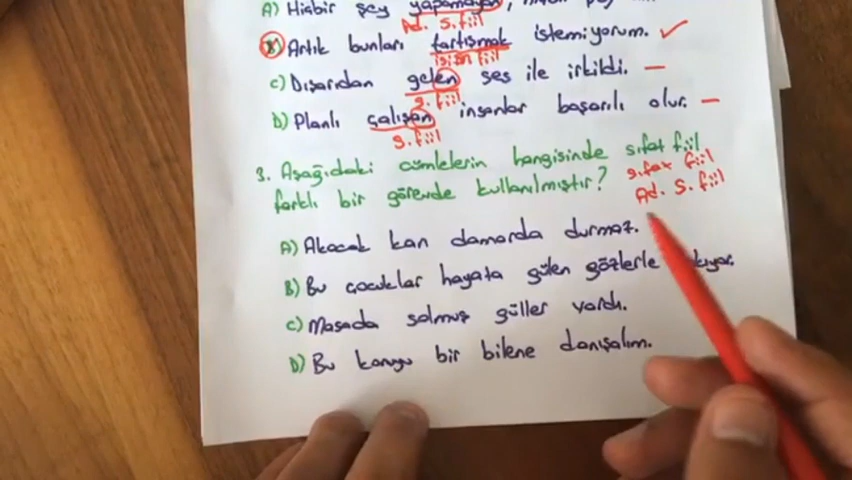 A) Hiçbir şey yapamayan,
Ad. S. fiil
B) Artık bunları tartışmak istemiyorum. ✓
isim fiil
c) Dışarıdan gelen ses ile irkildi. —
s. fiil
D) Planlı çalışan insanlar başarılı olur. —
s. fiil
3. Aşağıdaki cümlelerin hangisinde sıfat fiil
sıfat fiil
farklı bir görevde kullanılmıştır?
Ad. S. fiil
A) Akacak kan damarda durmaz.
B) Bu çocuklar hayata gülen gözlerle
c) Masada solmuş güller vardı.
D) Bu konuyu bir bilene danışalım.